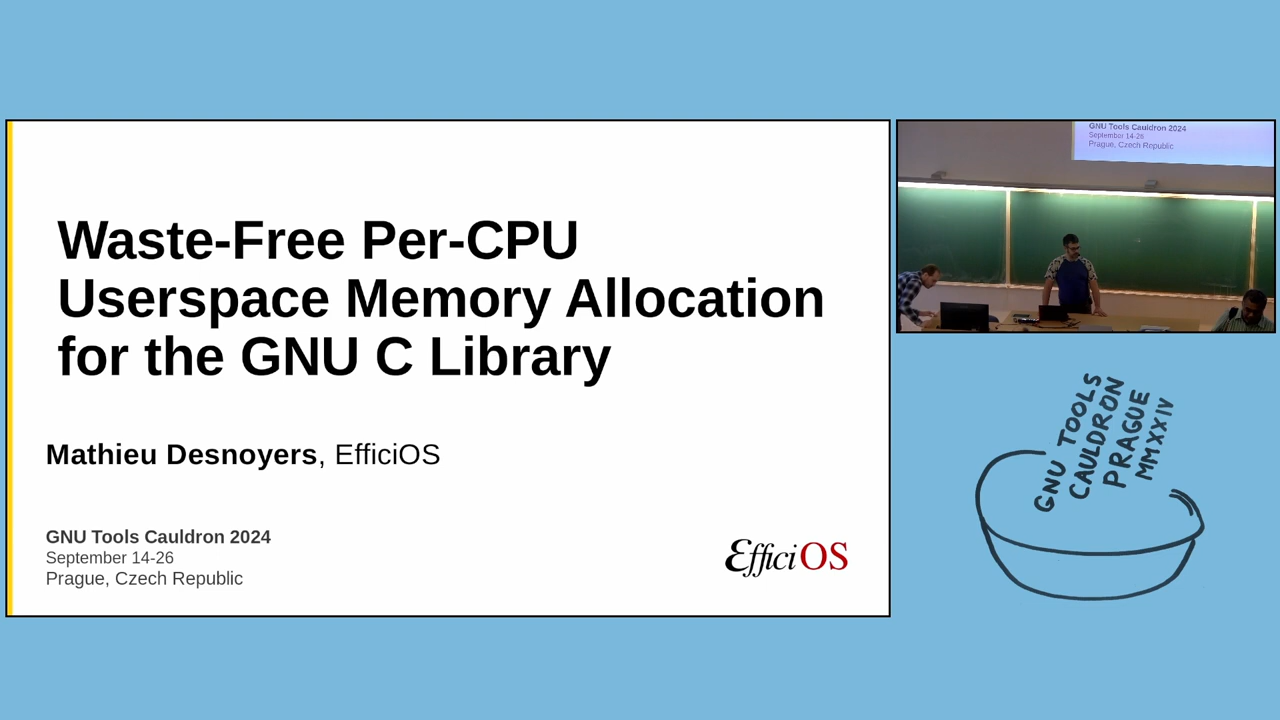 Waste-Free Per-CPU
Userspace Memory Allocation
for the GNU C Library
Mathieu Desnoyers, EfficiOS
GNU Tools Cauldron 2024
September 14-26
Prague, Czech Republic
EfficiOS
GNU Tools Cauldron 2024
September 14-26
Prague, Czech Republic
GNU TOOLS
CAULDRON
PRAGUE
MMXXIV